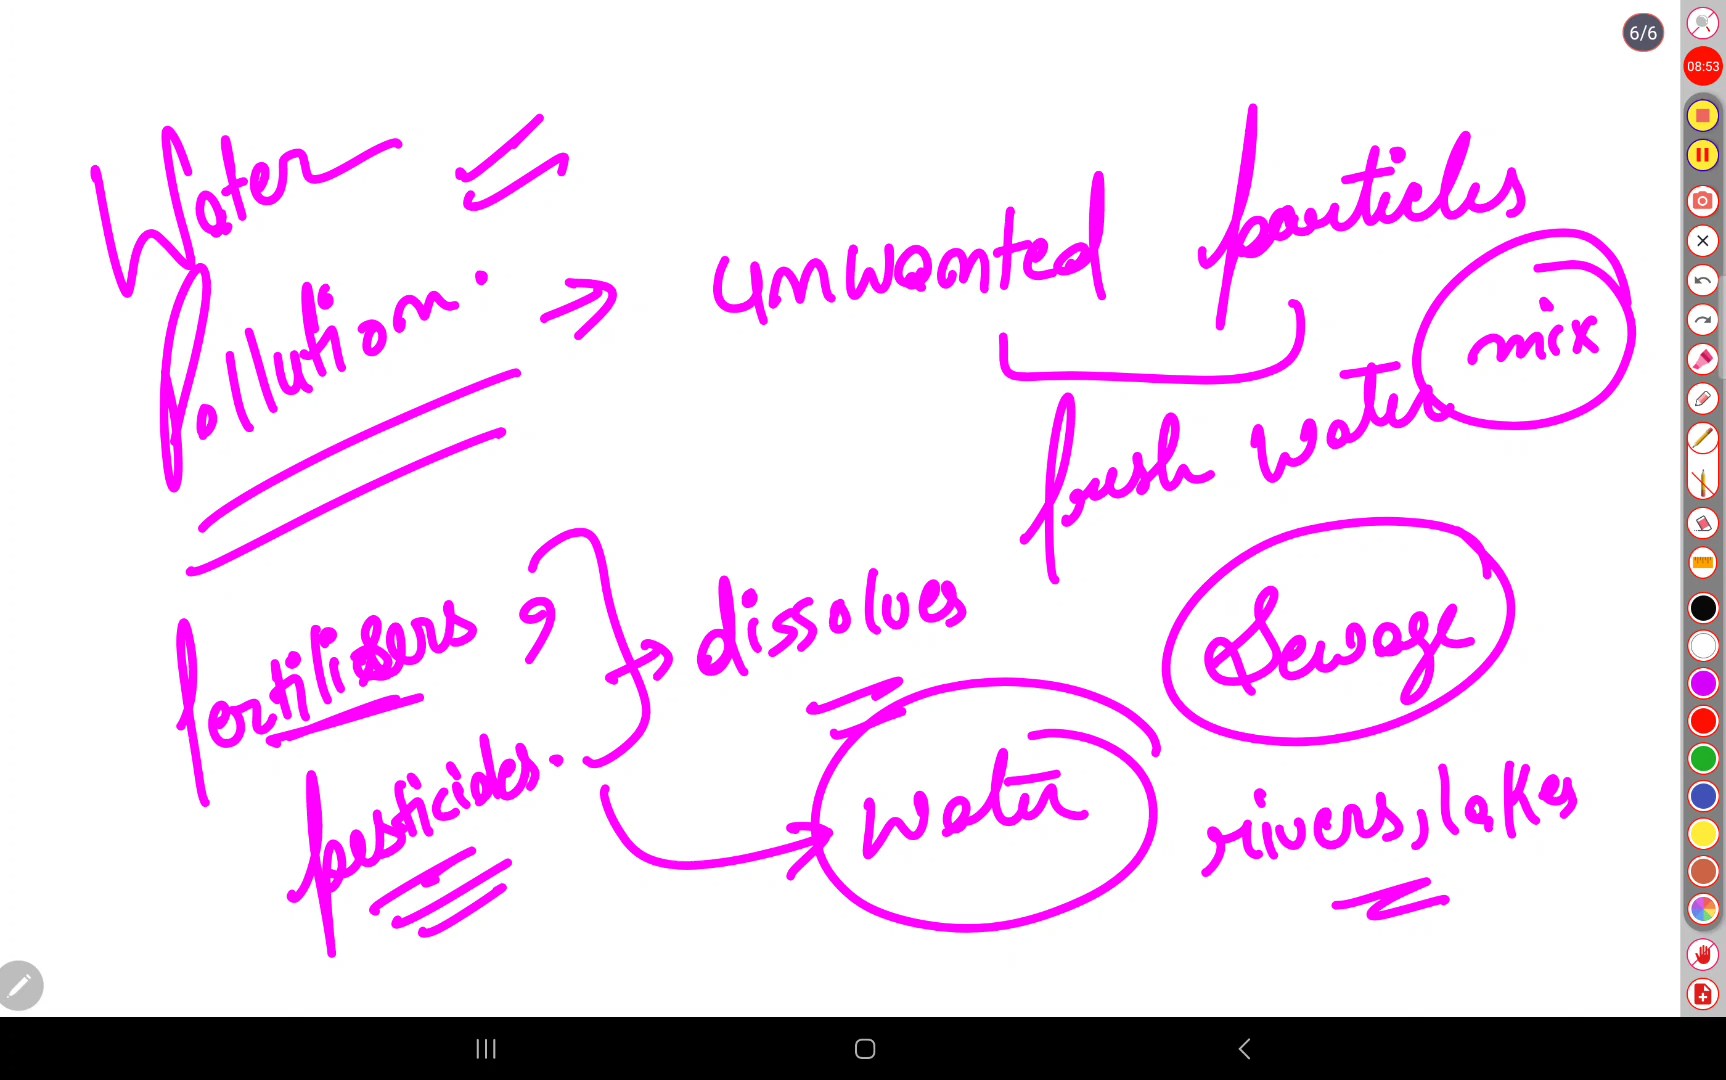 6/6
08:53
Water
Pollution. → unwanted particles
mix
fresh water
fertilisers, → dissolves
Sewage
pesticides. → water
rivers, lakes